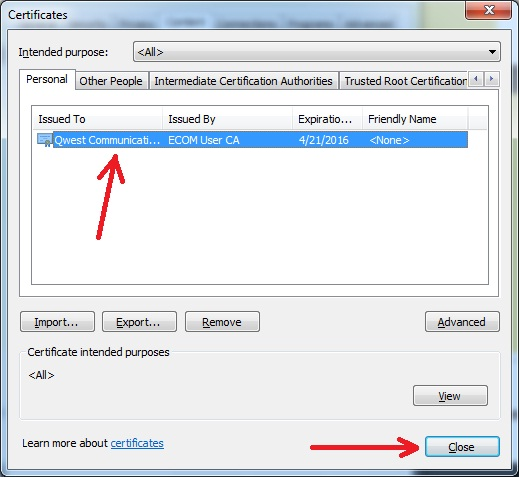 Certificates
Intended purpose: <All>
Personal Other People Intermediate Certification Authorities Trusted Root Certification
Issued To Issued By Expiratio... Friendly Name
Qwest Communicati... ECOM User CA 4/21/2016 <None>
Import... Export... Remove Advanced
Certificate intended purposes
<All>
View
Learn more about certificates
Close